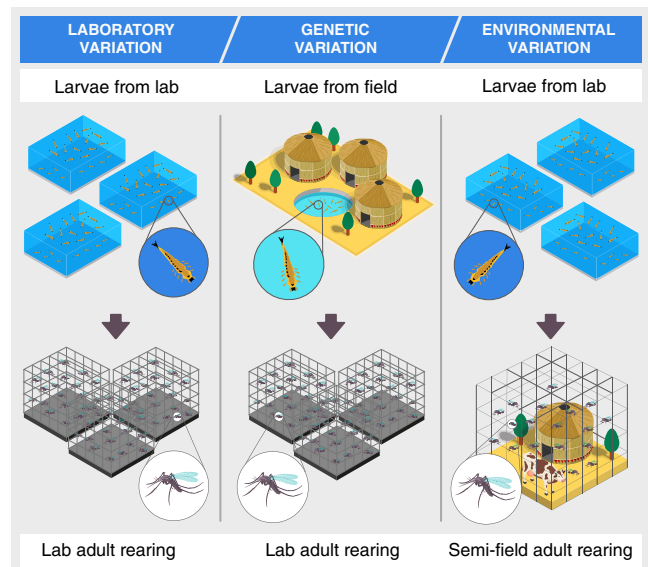 LABORATORY
VARIATION
GENETIC
VARIATION
ENVIRONMENTAL
VARIATION
Larvae from lab
Larvae from field
Larvae from lab
Lab adult rearing
Lab adult rearing
Semi-field adult rearing